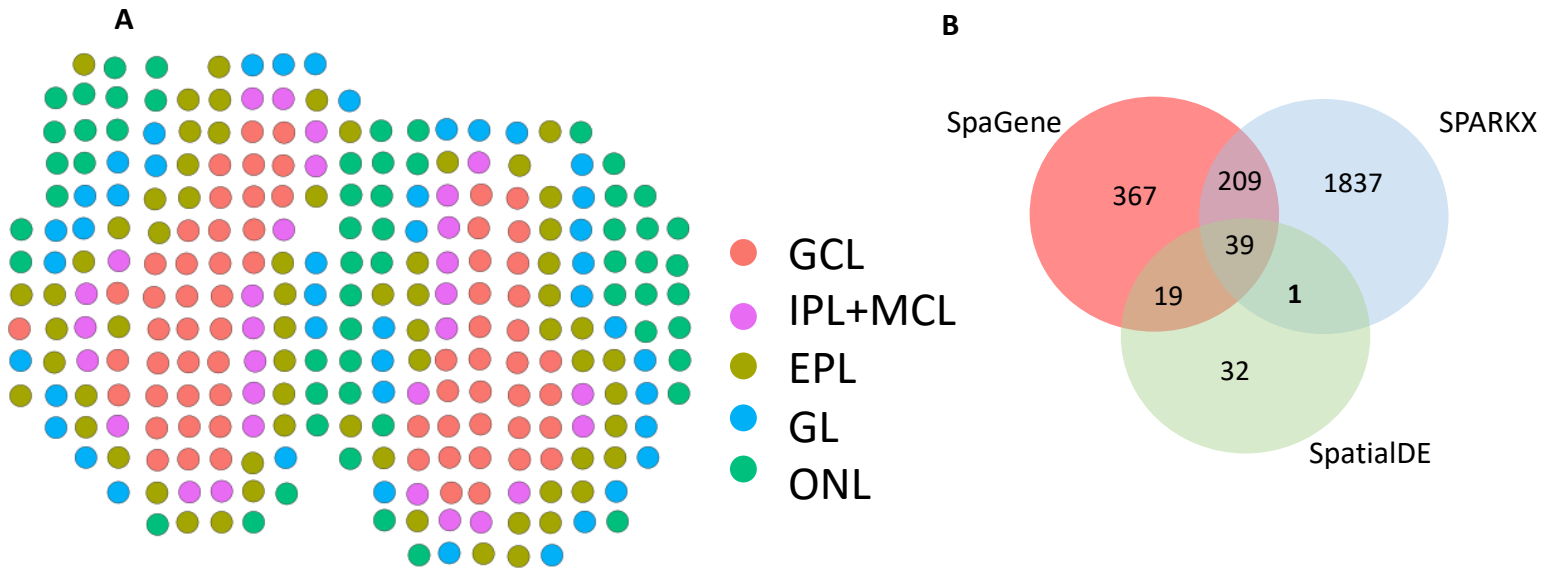 A
B
GCL
IPL+MCL
EPL
GL
ONL
SpaGene
SPARKX
367
209
1837
39
19
1
32
SpatialDE